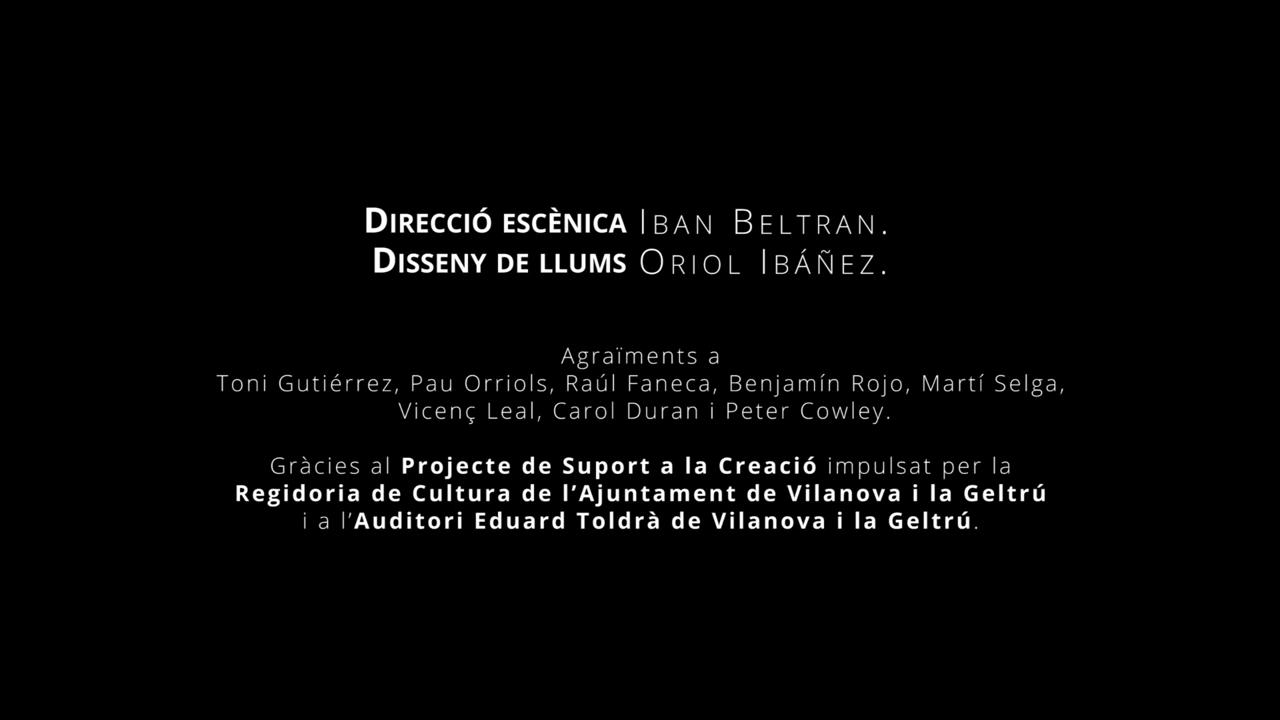 Direcció escènica Iban Beltran.
Disseny de llums Oriol Ibáñez.
Agraïments a
Toni Gutiérrez, Pau Orriols, Raúl Faneca, Benjamín Rojo, Martí Selga,
Vicenç Leal, Carol Duran i Peter Cowley.
Gràcies al Projecte de Suport a la Creació impulsat per la
Regidoria de Cultura de l’Ajuntament de Vilanova i la Geltrú
i a l’Auditori Eduard Toldrà de Vilanova i la Geltrú.